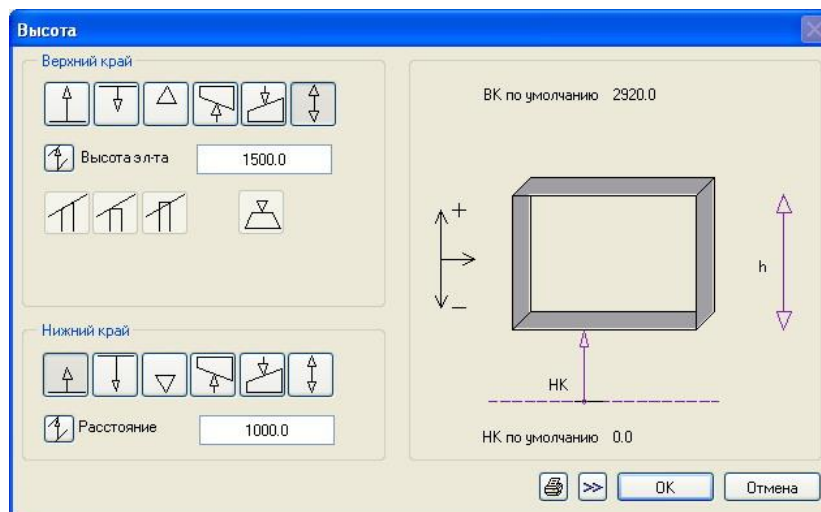 Высота
Верхний край
Высота эл-та 1500.0
Нижний край
Расстояние 1000.0
ВК по умолчанию 2920.0
+
−
h
НК
НК по умолчанию 0.0
>> OK Отмена